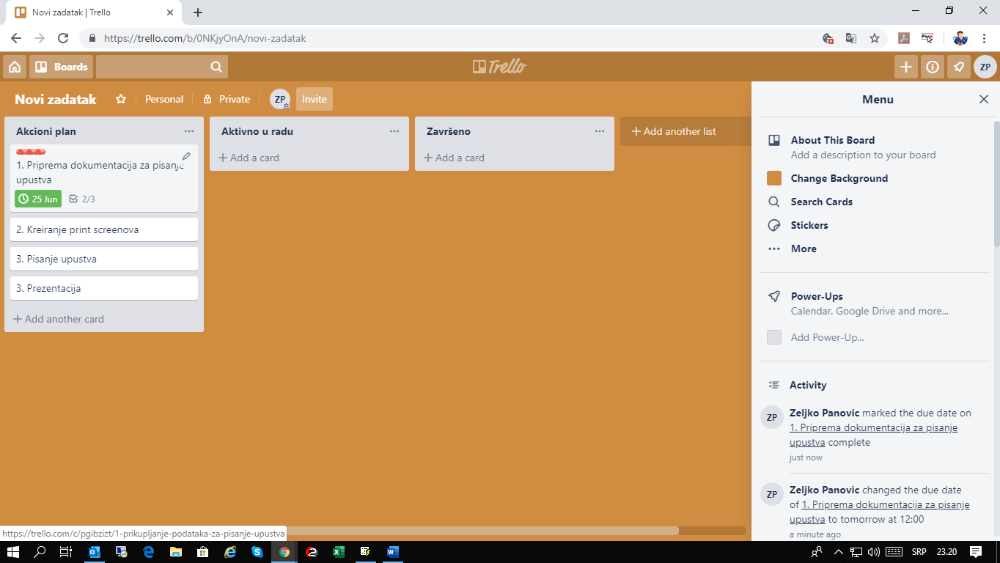 Novi zadatak | Trello
https://trello.com/b/0NKjyOnA/novi-zadatak
Boards
Trello
ZP
Novi zadatak
Personal
Private
ZP
Invite
Akcioni plan
1. Priprema dokumentacija za pisanje
upustva
25 Jun
2/3
2. Kreiranje print screenova
3. Pisanje upustva
3. Prezentacija
Add another card
Aktivno u radu
Add a card
Završeno
Add a card
Add another list
Menu
About This Board
Add a description to your board
Change Background
Search Cards
Stickers
More
Power-Ups
Calendar, Google Drive and more...
Add Power-Up...
Activity
ZP
Zeljko Panovic marked the due date on
1. Priprema dokumentacija za pisanje
upustva complete
just now
ZP
Zeljko Panovic changed the due date
of 1. Priprema dokumentacija za pisanje
upustva to tomorrow at 12:00
a minute ago
https://trello.com/c/pgibzizt/1-prikupljanje-podataka-za-pisanje-upustva
SRP
23.20